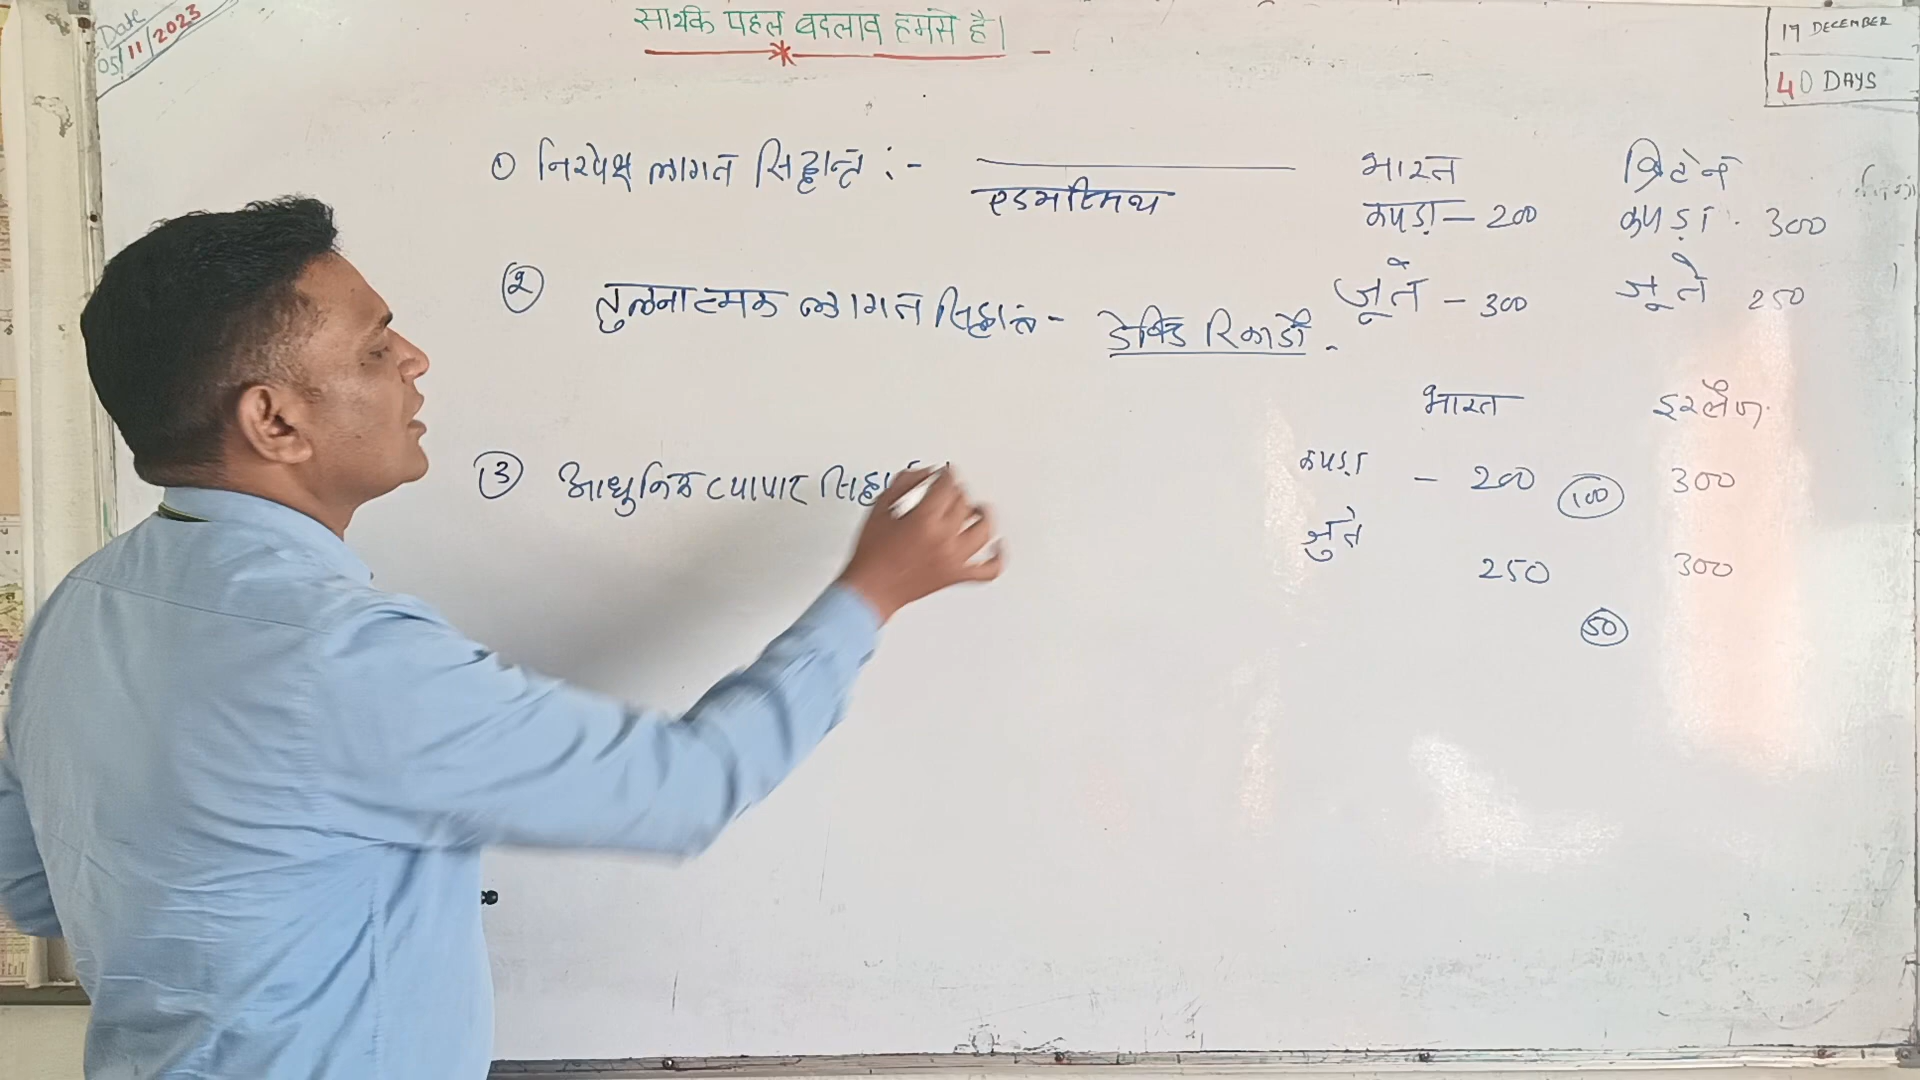 Date
05/11/2023
सार्थक पहल बदलाव हमसे है।
17 DECEMBER
40 DAYS
① निरपेक्ष लागत सिद्धान्त :-
एडमस्मिथ
भारत ब्रिटेन
कपड़ा - 200 कपड़ा 300
जूते - 300 जूते 250
② तुलनात्मक लागत सिद्धांत - डेविड रिकार्डो -
भारत इग्लैण्ड
कपड़ा - 200 100 300
जुते 250 300
50
③ आधुनिक व्यापार